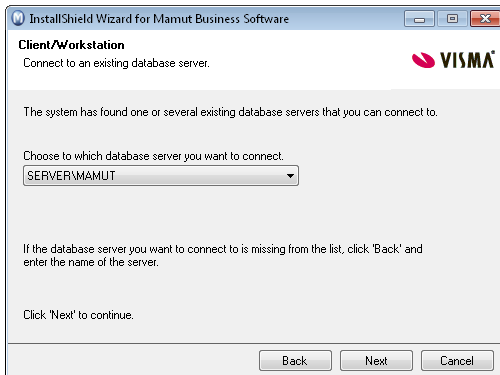 InstallShield Wizard for Mamut Business Software
Client/Workstation
Connect to an existing database server.
VISMA
The system has found one or several existing database servers that you can connect to.
Choose to which database server you want to connect.
SERVER\MAMUT
If the database server you want to connect to is missing from the list, click 'Back' and
enter the name of the server.
Click 'Next' to continue.
Back
Next
Cancel